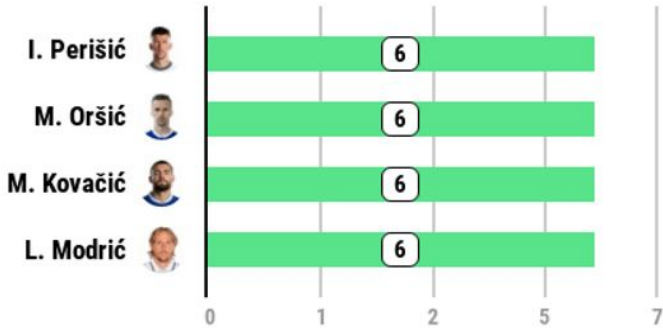 I. Perišić 6
M. Oršić 6
M. Kovačić 6
L. Modrić 6
0 1 2 5 7